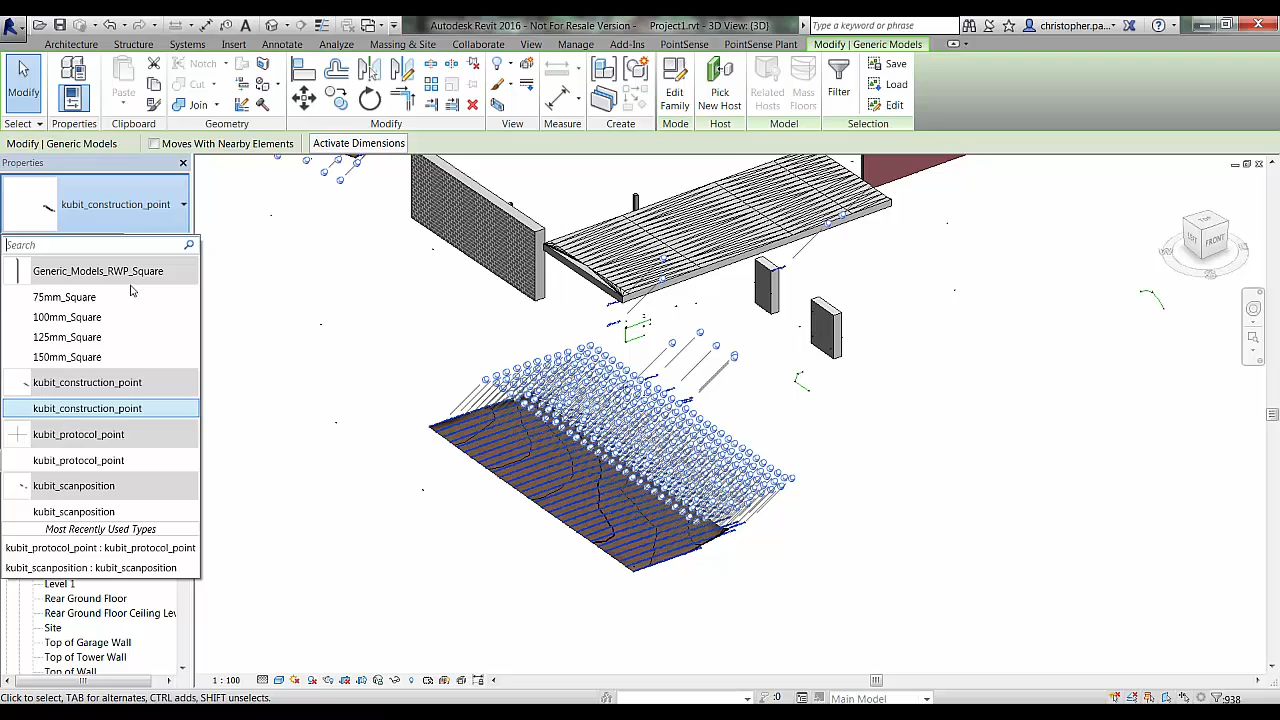 Autodesk Revit 2016 - Not For Resale Version - Project1.rvt - 3D View: {3D}
Type a keyword or phrase
christopher.pa...
Architecture Structure Systems Insert Annotate Analyze Massing & Site Collaborate View Manage Add-Ins PointSense PointSense Plant Modify | Generic Models
Modify
Paste
Notch
Cut
Join
Edit Family
Pick New Host
Related Hosts
Mass Floors
Filter
Save
Load
Edit
Select Properties Clipboard Geometry Modify View Measure Create Mode Host Model Selection
Modify | Generic Models
Moves With Nearby Elements
Activate Dimensions
Properties
kubit_construction_point
Search
Generic_Models_RWP_Square
75mm_Square
100mm_Square
125mm_Square
150mm_Square
kubit_construction_point
kubit_construction_point
kubit_protocol_point
kubit_protocol_point
kubit_scanposition
kubit_scanposition
Most Recently Used Types
kubit_protocol_point : kubit_protocol_point
kubit_scanposition : kubit_scanposition
Level 1
Rear Ground Floor
Rear Ground Floor Ceiling Lev
Site
Top of Garage Wall
Top of Tower Wall
Top of Wall
TOP
FRONT
1 : 100
Click to select, TAB for alternates, CTRL adds, SHIFT unselects.
:0
Main Model
:938